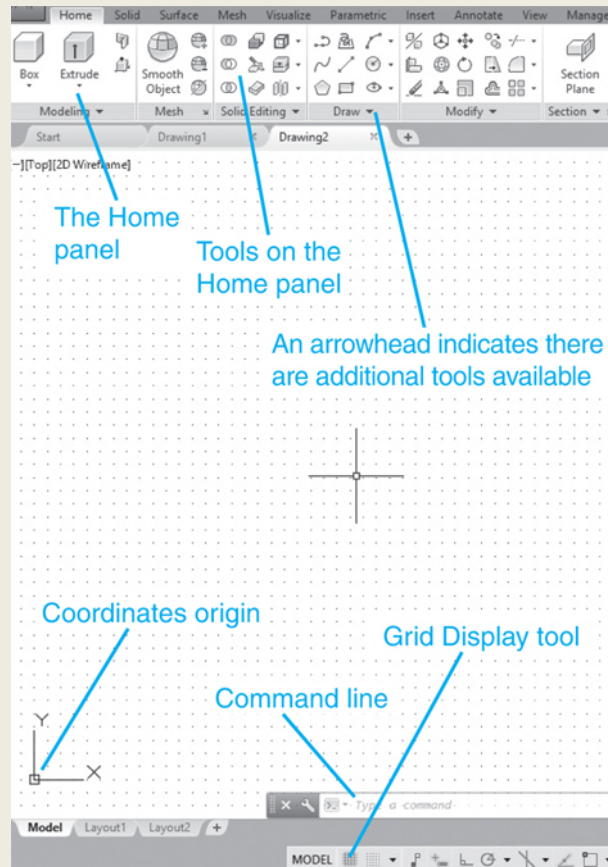 Home Solid Surface Mesh Visualize Parametric Insert Annotate View Manage
Box Extrude Smooth Object Section Plane
Modeling Mesh Solid Editing Draw Modify Section
Start Drawing1 Drawing2
–][Top][2D Wireframe]
The Home
panel
Tools on the
Home panel
An arrowhead indicates there
are additional tools available
Coordinates origin
Grid Display tool
Command line
Y
X
Type a command
Model Layout1 Layout2 +
MODEL